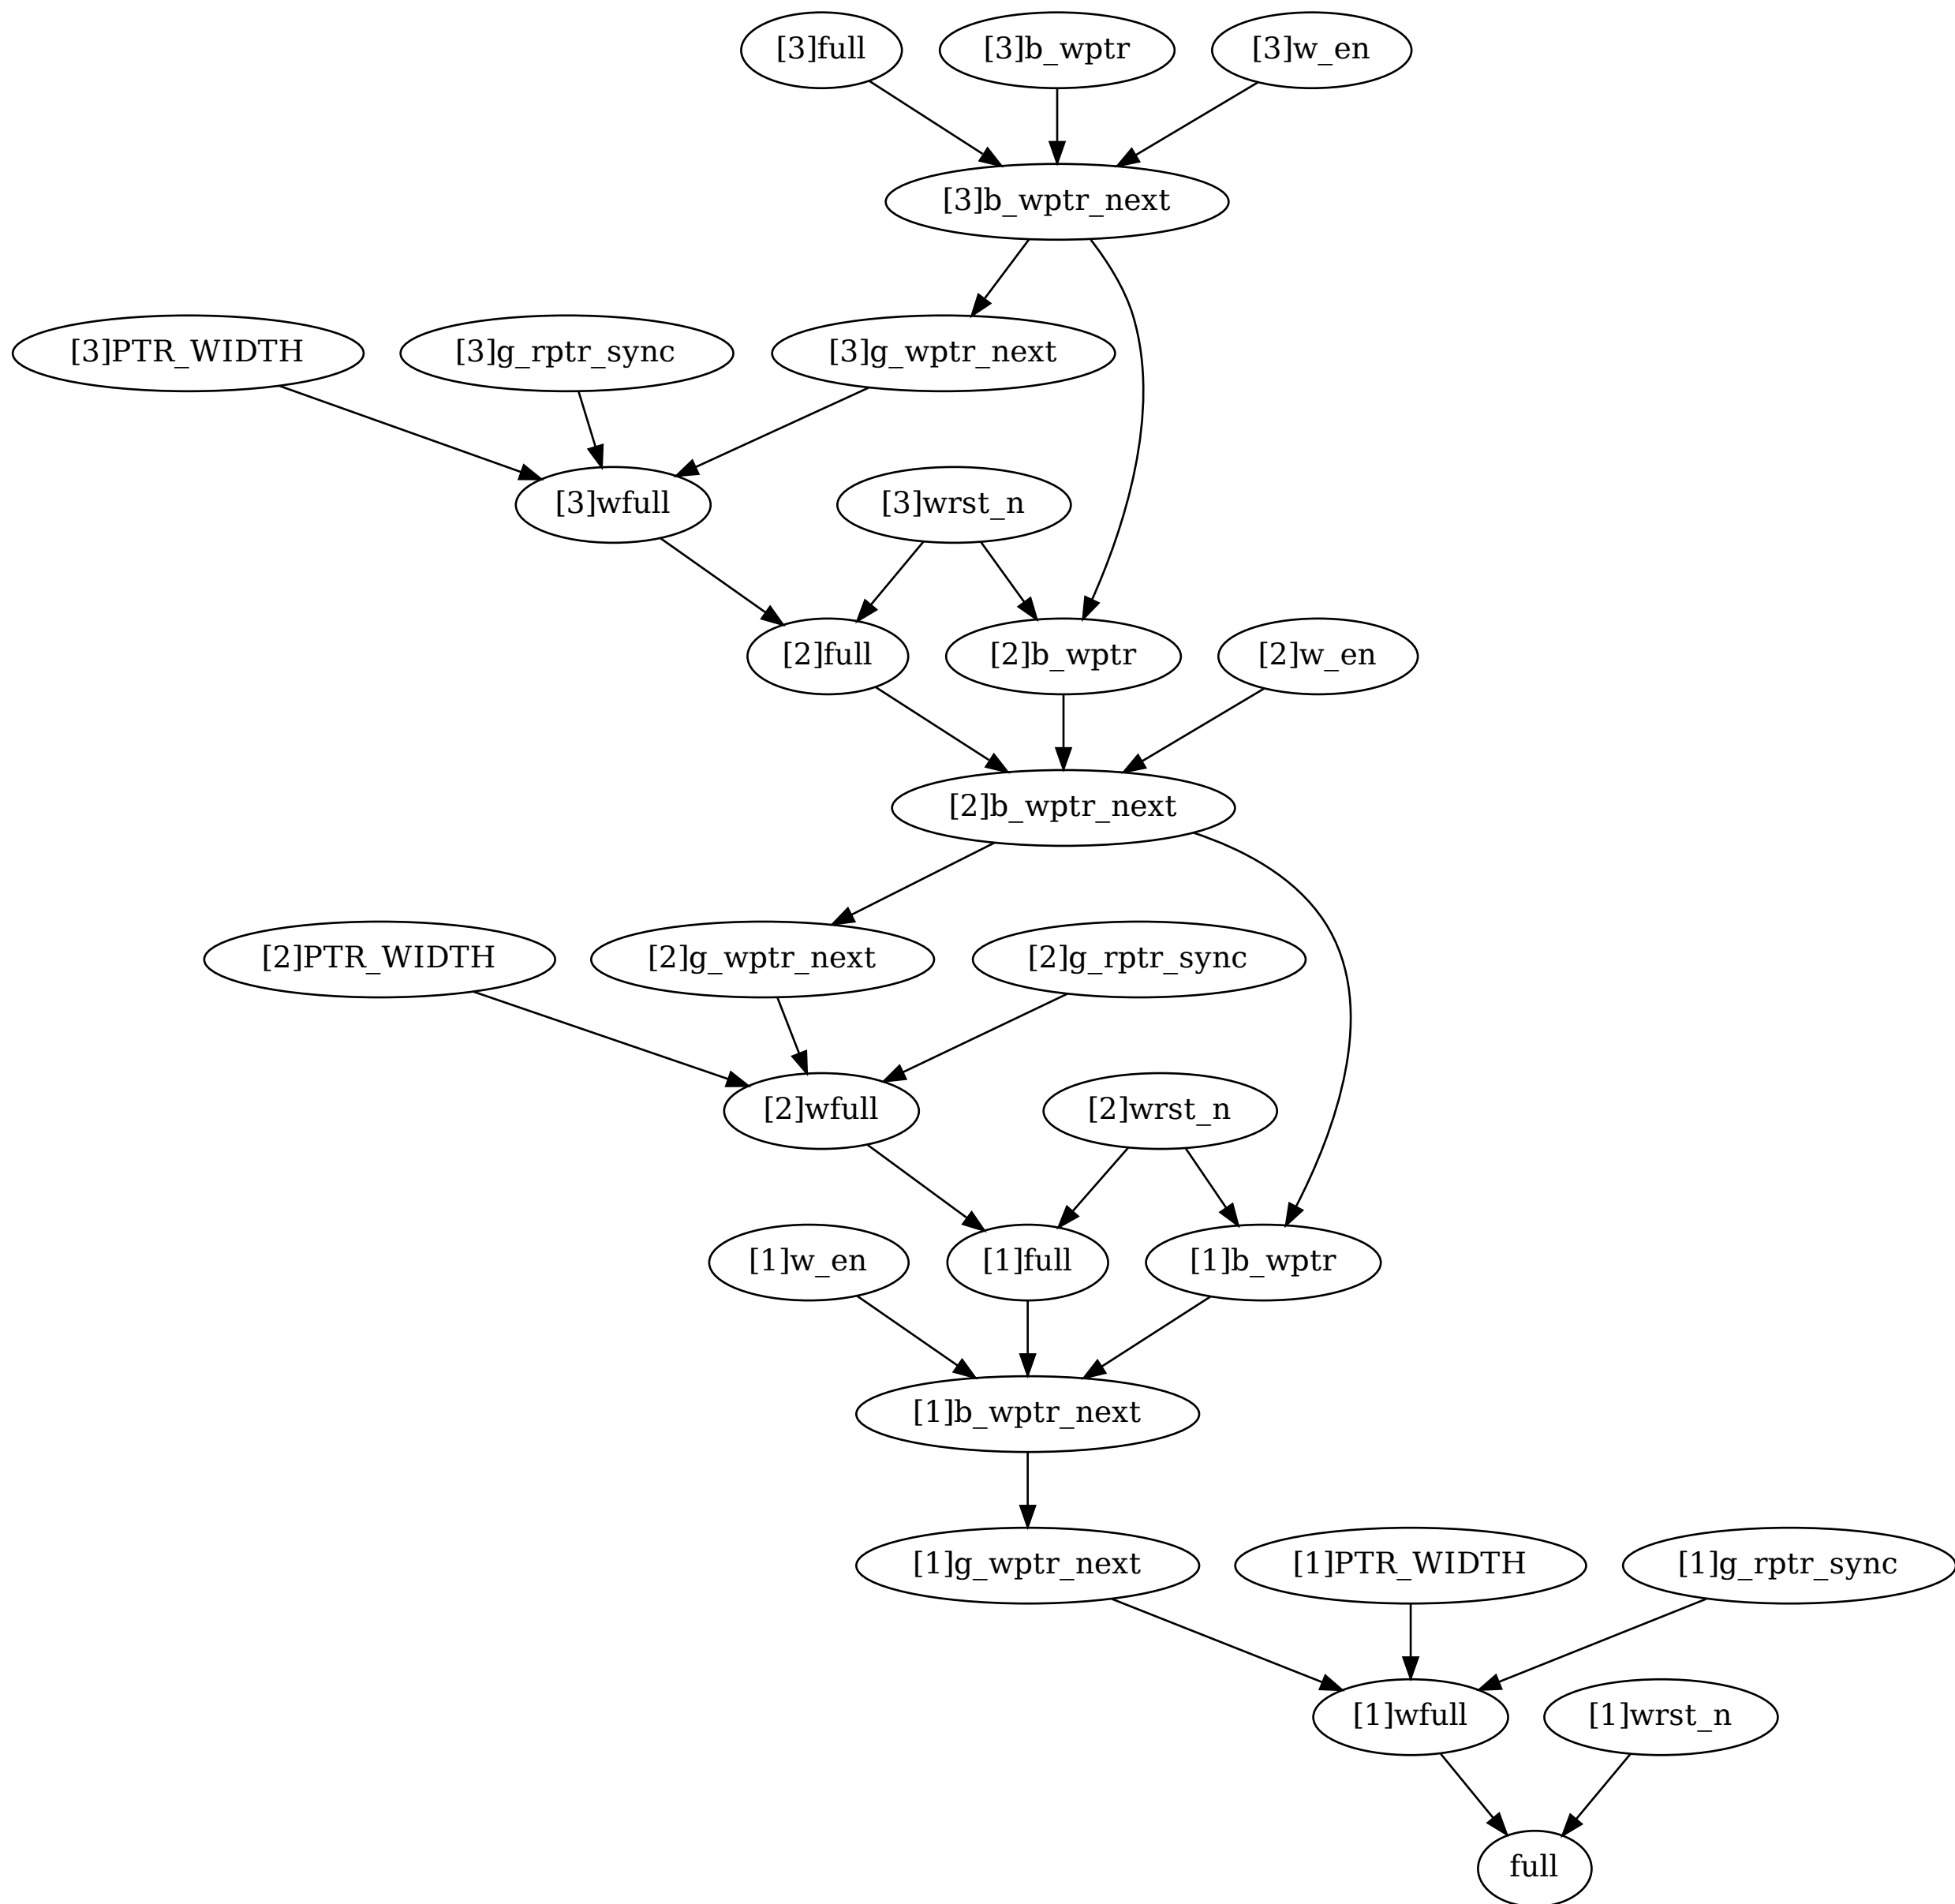 [3]full
[3]b_wptr
[3]w_en
[3]b_wptr_next
[3]PTR_WIDTH
[3]g_rptr_sync
[3]g_wptr_next
[3]wfull
[3]wrst_n
[2]full
[2]b_wptr
[2]w_en
[2]b_wptr_next
[2]PTR_WIDTH
[2]g_wptr_next
[2]g_rptr_sync
[2]wfull
[2]wrst_n
[1]w_en
[1]full
[1]b_wptr
[1]b_wptr_next
[1]g_wptr_next
[1]PTR_WIDTH
[1]g_rptr_sync
[1]wfull
[1]wrst_n
full